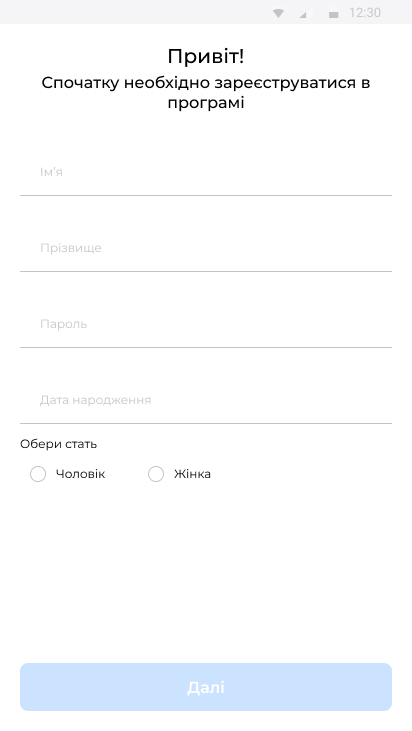 12:30
Привіт!
Спочатку необхідно зареєструватися в
програмі
Ім’я
Прізвище
Пароль
Дата народження
Обери стать
Чоловік Жінка
Далі